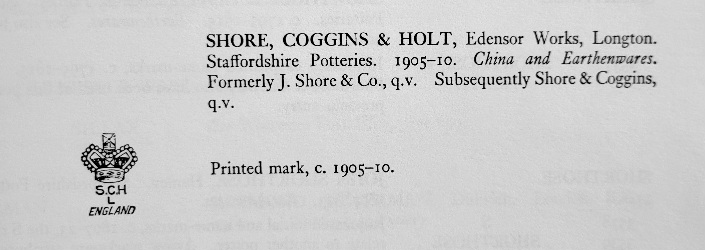 SHORE, COGGINS & HOLT, Edensor Works, Longton.
Staffordshire Potteries. 1905–10. China and Earthenwares.
Formerly J. Shore & Co., q.v. Subsequently Shore & Coggins,
q.v.
Printed mark, c. 1905–10.
S.C.H
L
ENGLAND